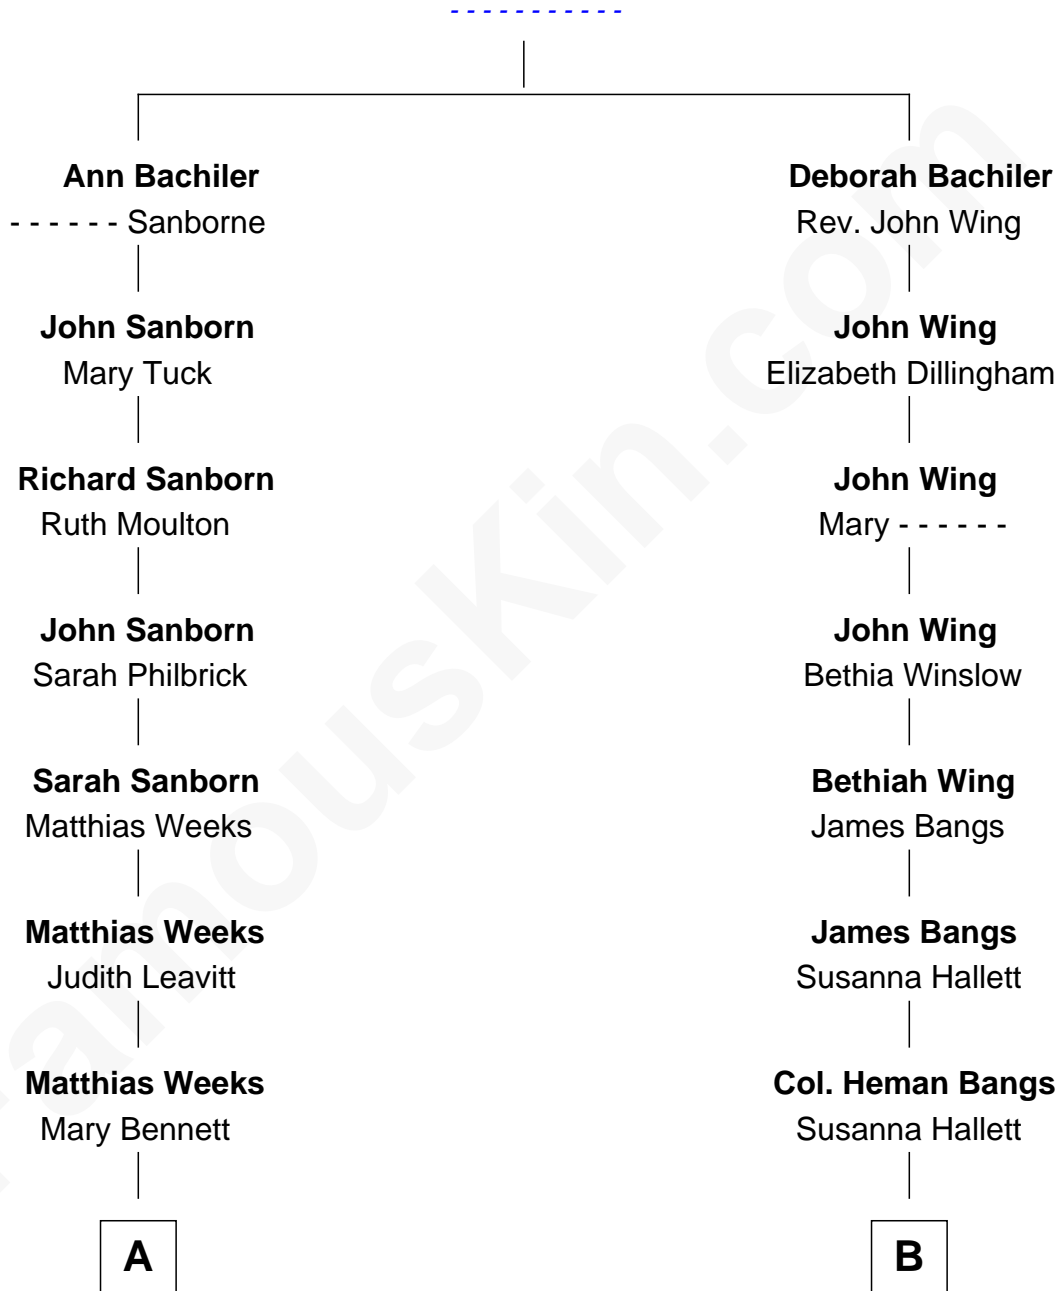 - - - - - - - - - - -
Ann Bachiler
- - - - - - Sanborne
Deborah Bachiler
Rev. John Wing
John Sanborn
Mary Tuck
John Wing
Elizabeth Dillingham
Richard Sanborn
Ruth Moulton
John Wing
Mary - - - - - -
John Sanborn
Sarah Philbrick
John Wing
Bethia Winslow
Sarah Sanborn
Matthias Weeks
Bethiah Wing
James Bangs
Matthias Weeks
Judith Leavitt
James Bangs
Susanna Hallett
Matthias Weeks
Mary Bennett
Col. Heman Bangs
Susanna Hallett
A
B
FamousKin.com